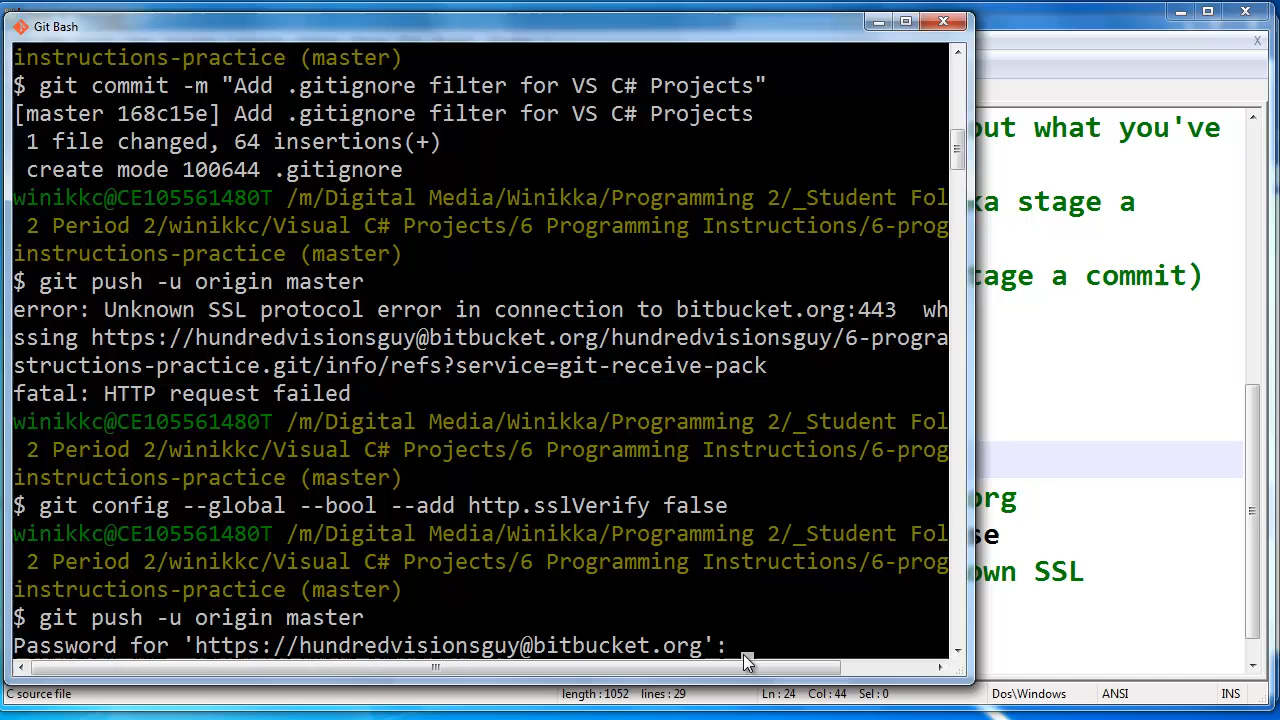 Git Bash
instructions-practice (master)
$ git commit -m "Add .gitignore filter for VS C# Projects"
[master 168c15e] Add .gitignore filter for VS C# Projects
1 file changed, 64 insertions(+)
create mode 100644 .gitignore
winikkc@CE105561480T /m/Digital Media/Winikka/Programming 2/_Student Fol
2 Period 2/winikkc/Visual C# Projects/6 Programming Instructions/6-prog
instructions-practice (master)
$ git push -u origin master
error: Unknown SSL protocol error in connection to bitbucket.org:443  wh
ssing https://hundredvisionsguy@bitbucket.org/hundredvisionsguy/6-progra
structions-practice.git/info/refs?service=git-receive-pack
fatal: HTTP request failed
winikkc@CE105561480T /m/Digital Media/Winikka/Programming 2/_Student Fol
2 Period 2/winikkc/Visual C# Projects/6 Programming Instructions/6-prog
instructions-practice (master)
$ git config --global --bool --add http.sslVerify false
winikkc@CE105561480T /m/Digital Media/Winikka/Programming 2/_Student Fol
2 Period 2/winikkc/Visual C# Projects/6 Programming Instructions/6-prog
instructions-practice (master)
$ git push -u origin master
Password for 'https://hundredvisionsguy@bitbucket.org':
out what you've
ka stage a
tage a commit)
org
se
own SSL
C source file
length : 1052 lines : 29
Ln : 24 Col : 44 Sel : 0
Dos\Windows
ANSI
INS